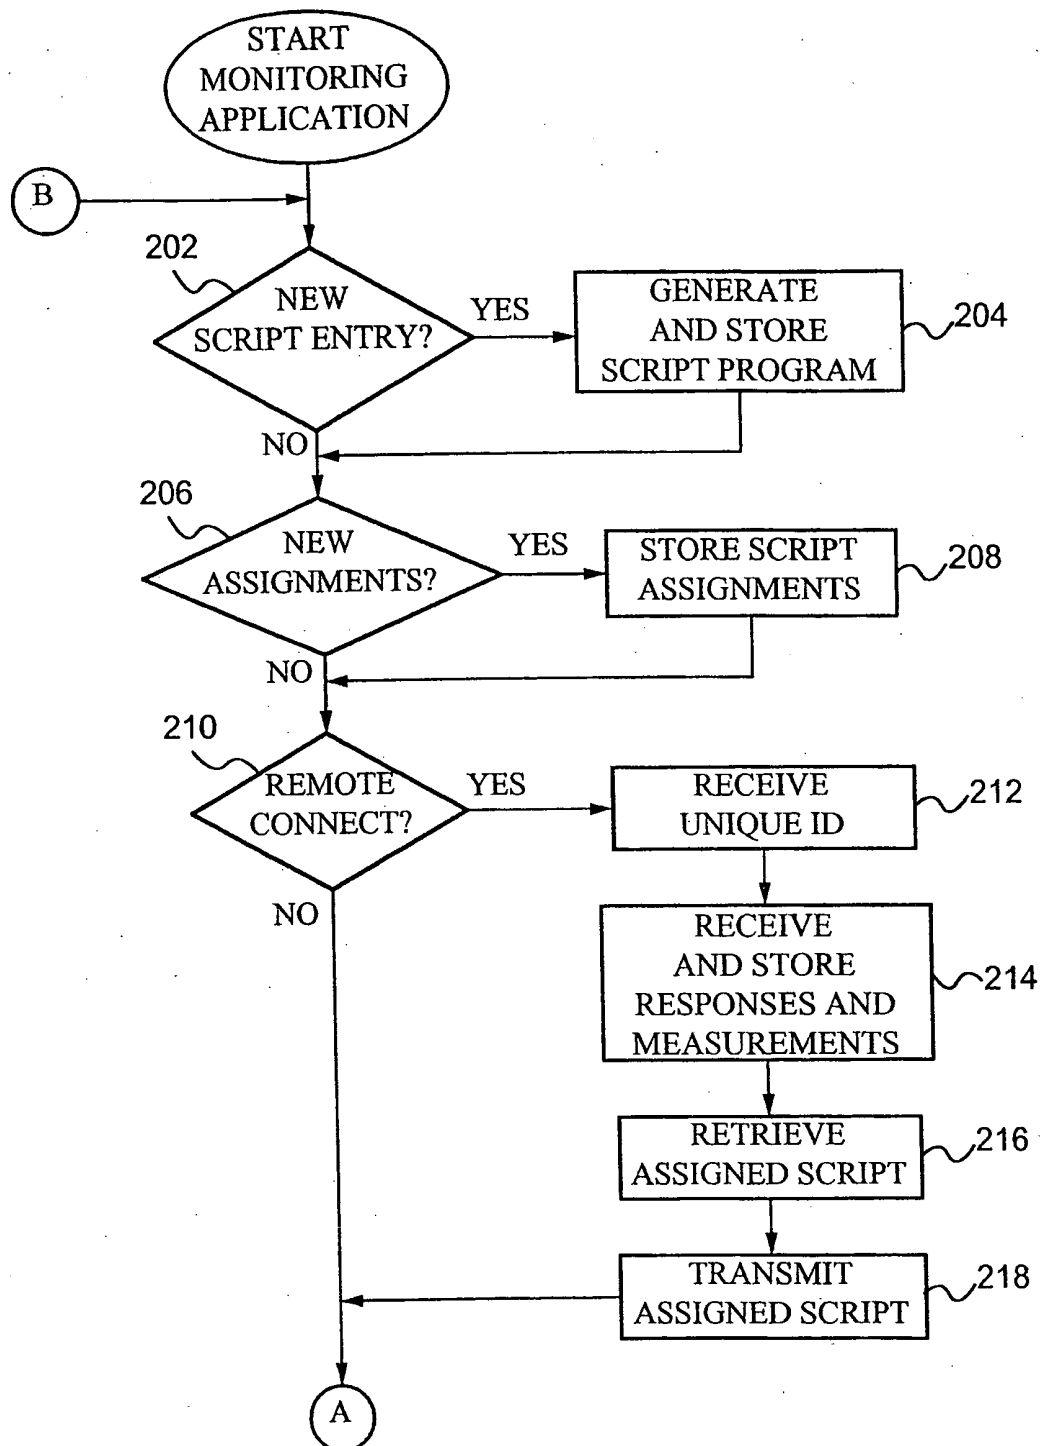 START
MONITORING
APPLICATION
B
202
NEW
SCRIPT ENTRY?
YES
GENERATE
AND STORE
SCRIPT PROGRAM
204
NO
206
NEW
ASSIGNMENTS?
YES
STORE SCRIPT
ASSIGNMENTS
208
NO
210
REMOTE
CONNECT?
YES
RECEIVE
UNIQUE ID
212
NO
RECEIVE
AND STORE
RESPONSES AND
MEASUREMENTS
214
RETRIEVE
ASSIGNED SCRIPT
216
TRANSMIT
ASSIGNED SCRIPT
218
A